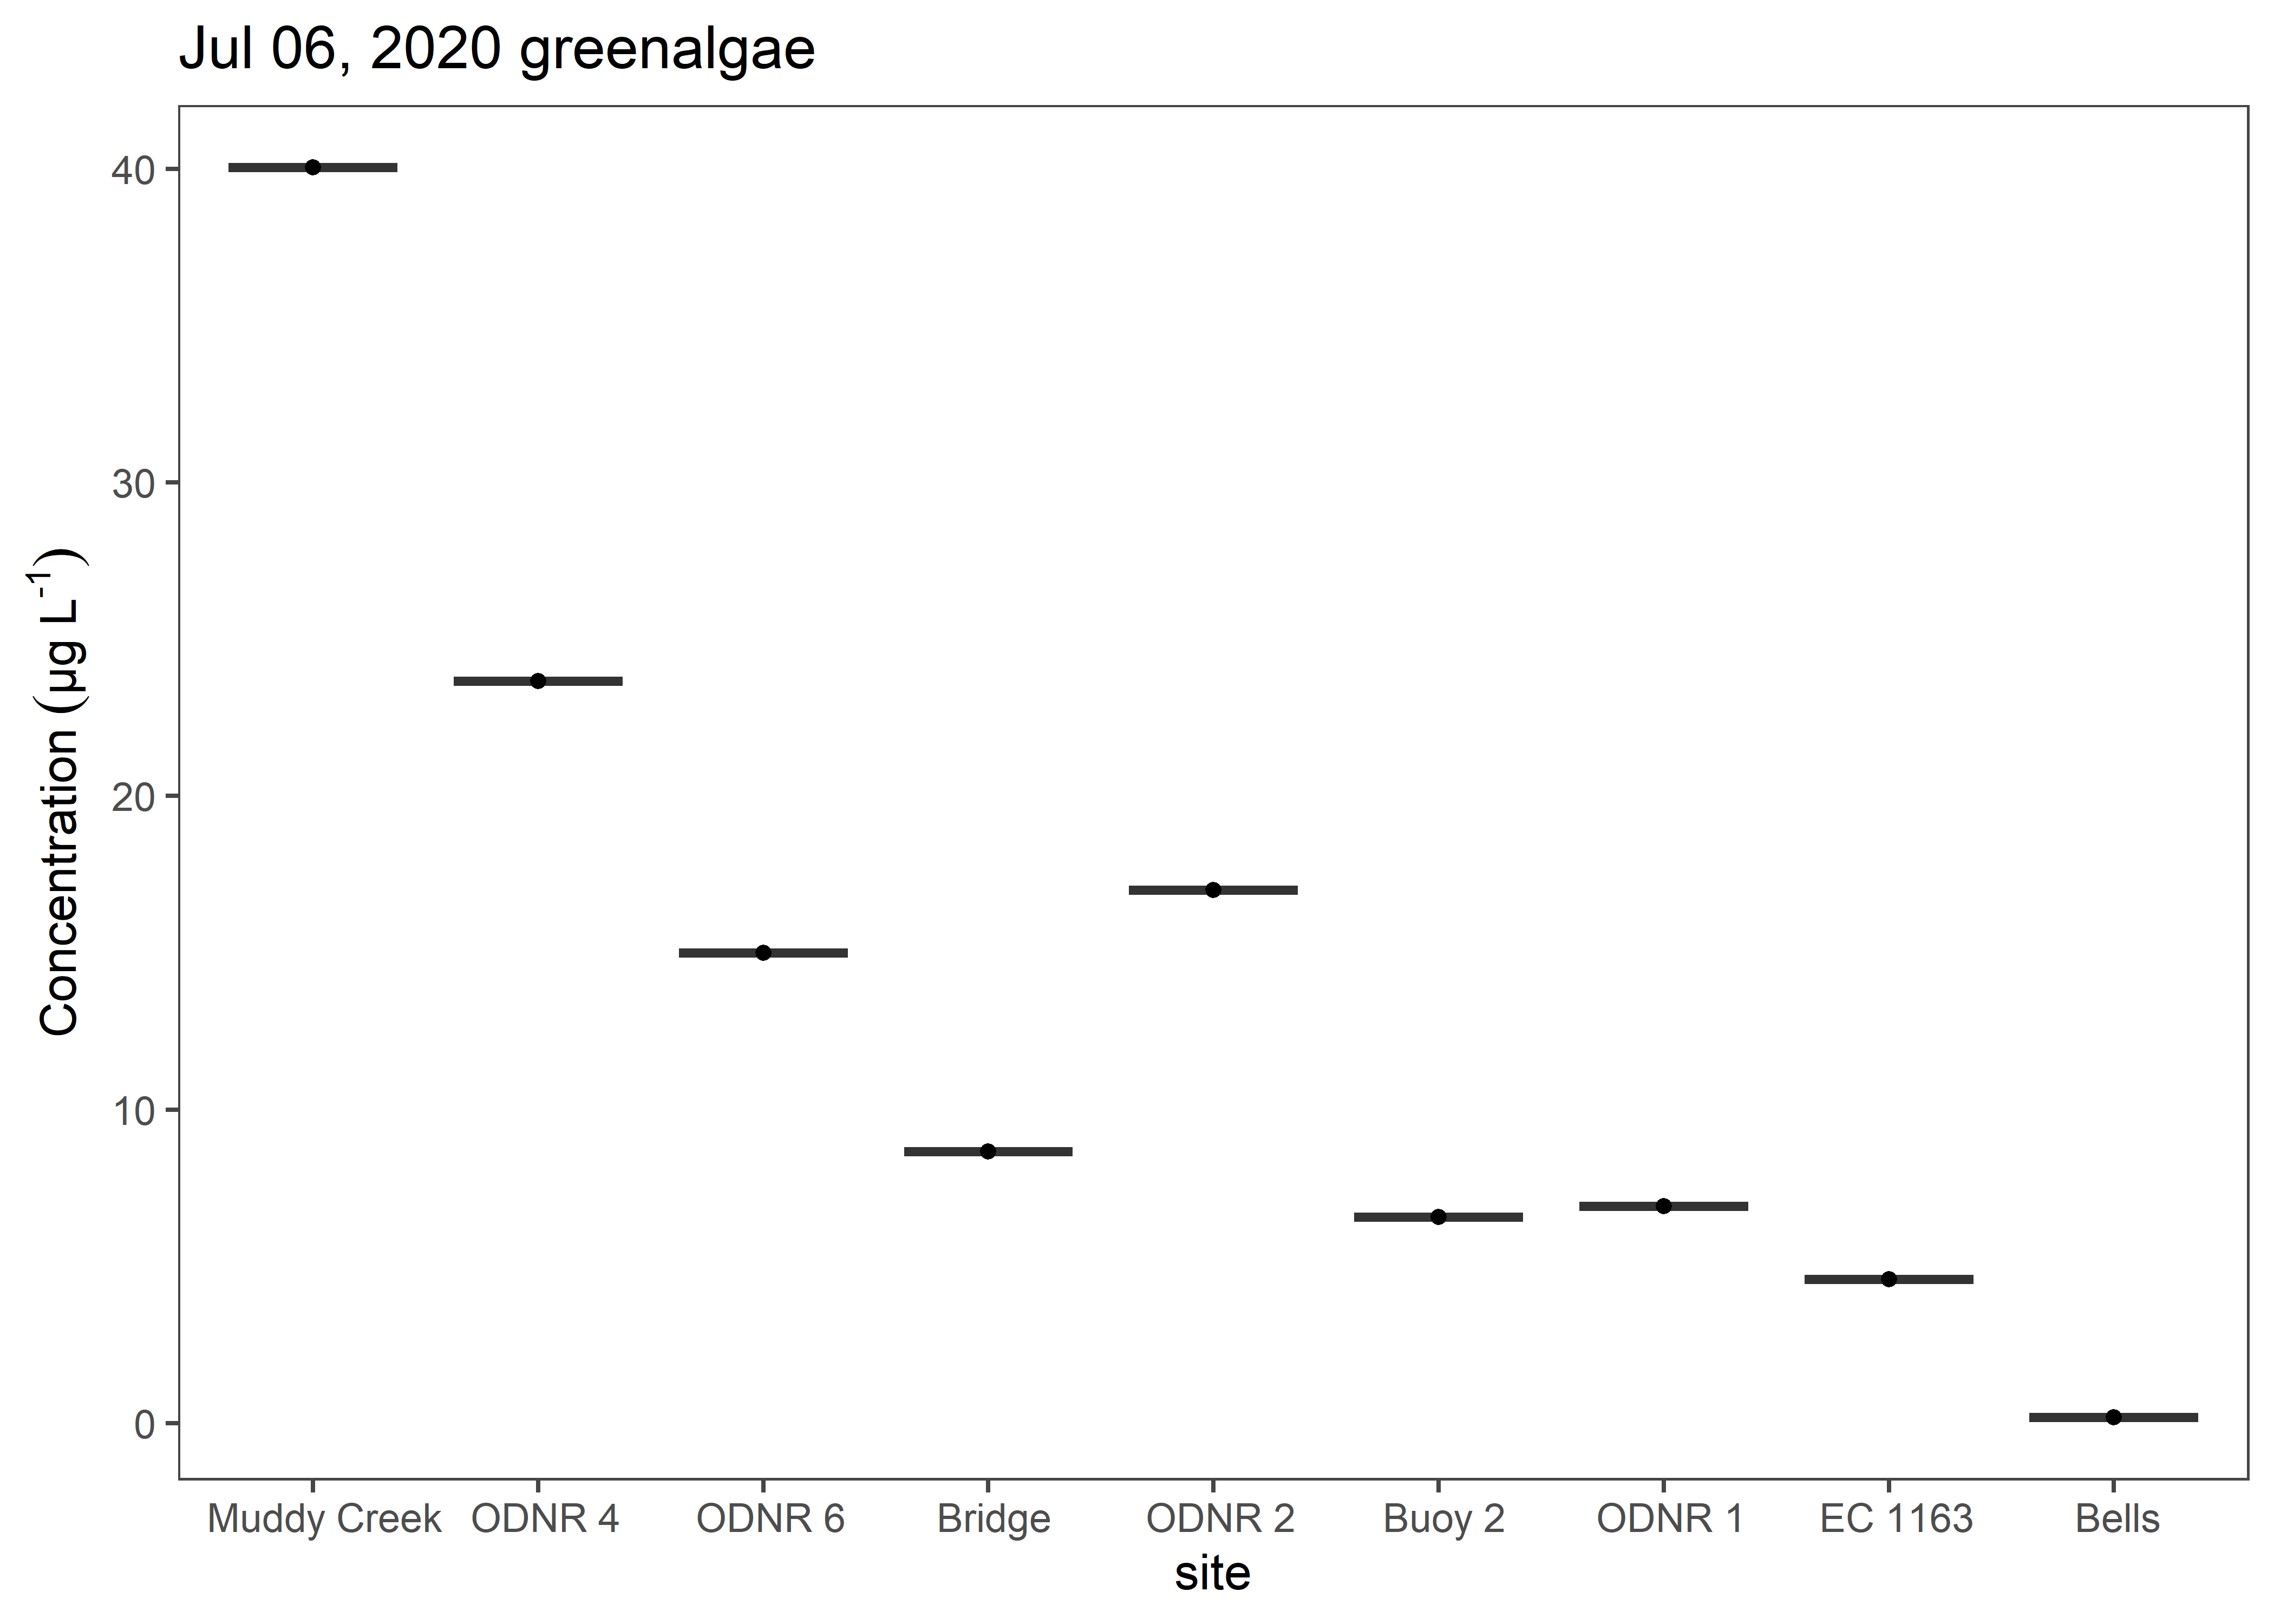 Jul 06, 2020 greenalgae
Concentration (µg L⁻¹)
40
30
20
10
0
Muddy Creek ODNR 4 ODNR 6 Bridge ODNR 2 Buoy 2 ODNR 1 EC 1163 Bells
site